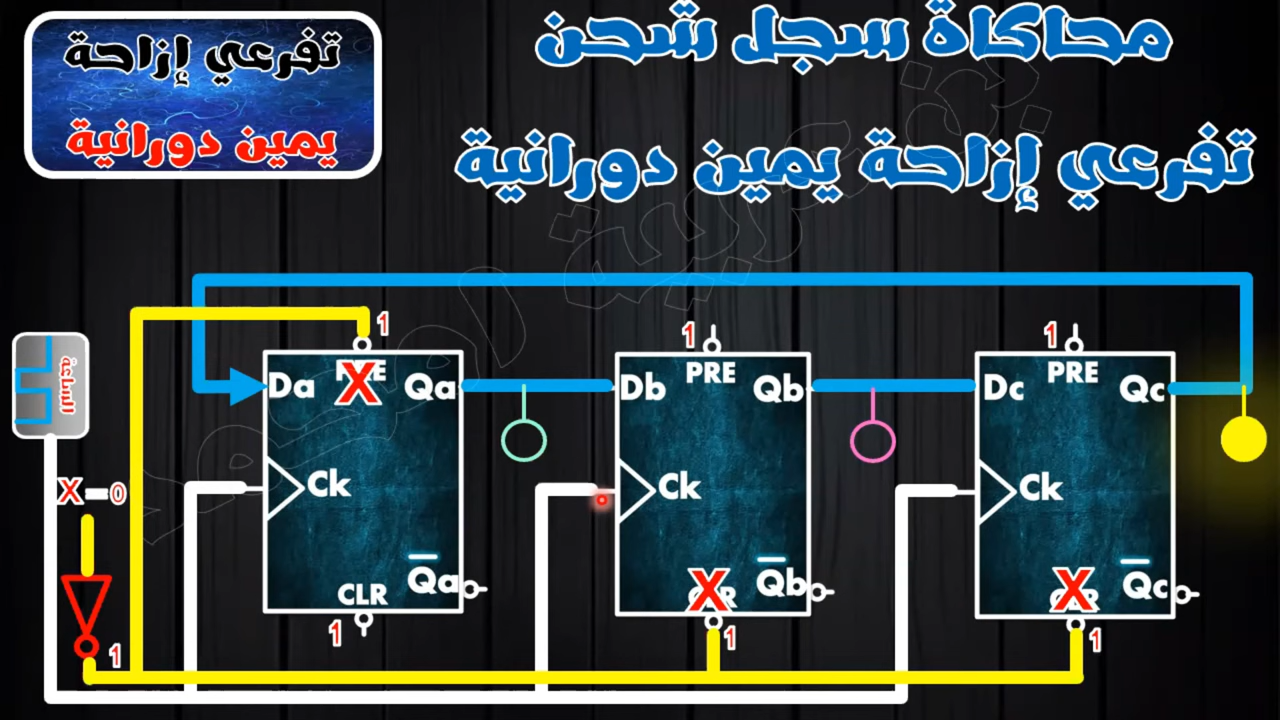 محاكاة سجل شحن
تفرعي إزاحة يمين دورانية
تفرعي إزاحة
يمين دورانية
1
1
1
Da
X
Qa
Db
PRE
Qb
Dc
PRE
Qc
الساعة
X=0
Ck
Ck
Ck
CLR
Qa
X
Qb
X
Qc
1
1
1
1